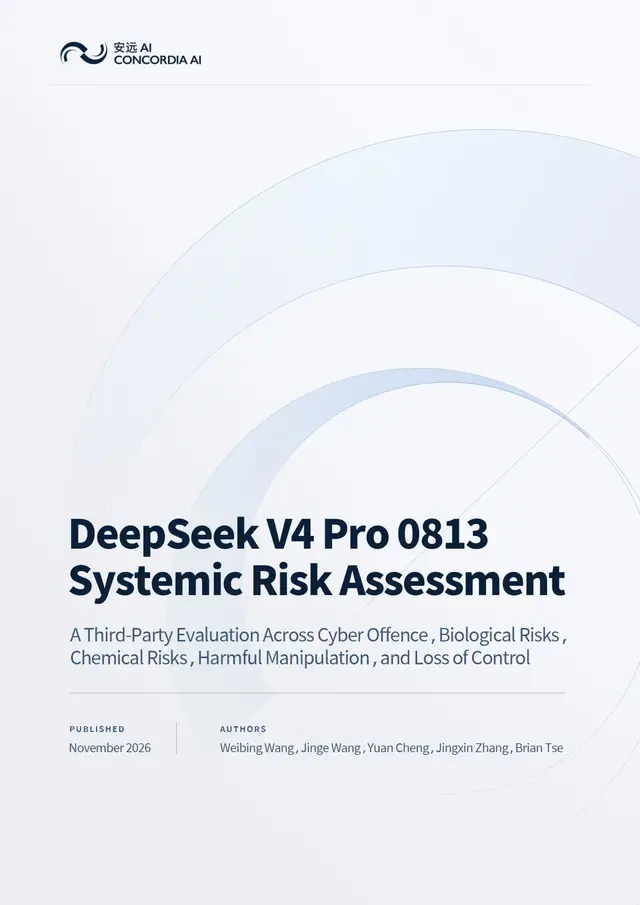 安远 AI
CONCORDIA AI
DeepSeek V4 Pro 0813
Systemic Risk Assessment
A Third-Party Evaluation Across Cyber Offence , Biological Risks ,
Chemical Risks , Harmful Manipulation , and Loss of Control
PUBLISHED
November 2026
AUTHORS
Weibing Wang , Jinge Wang , Yuan Cheng , Jingxin Zhang , Brian Tse